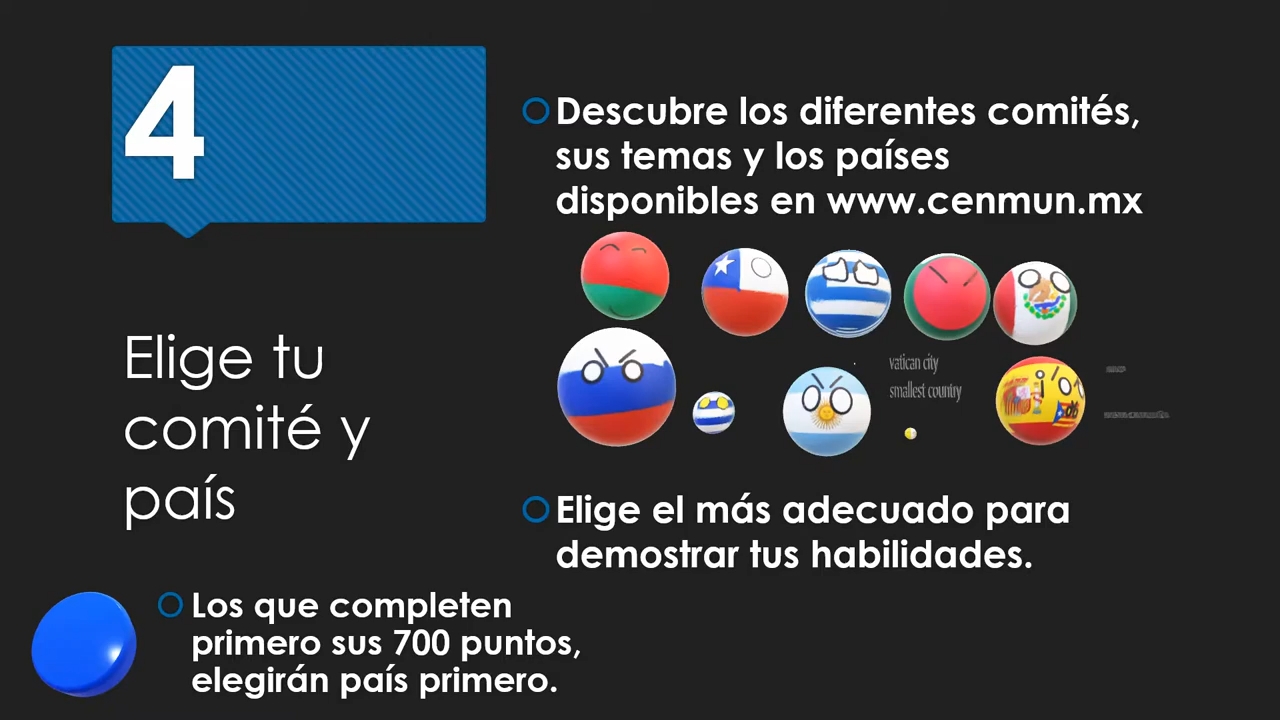 4
Elige tu
comité y
país
Descubre los diferentes comités,
sus temas y los países
disponibles en www.cenmun.mx
vatican city
smallest country
Elige el más adecuado para
demostrar tus habilidades.
Los que completen
primero sus 700 puntos,
elegirán país primero.